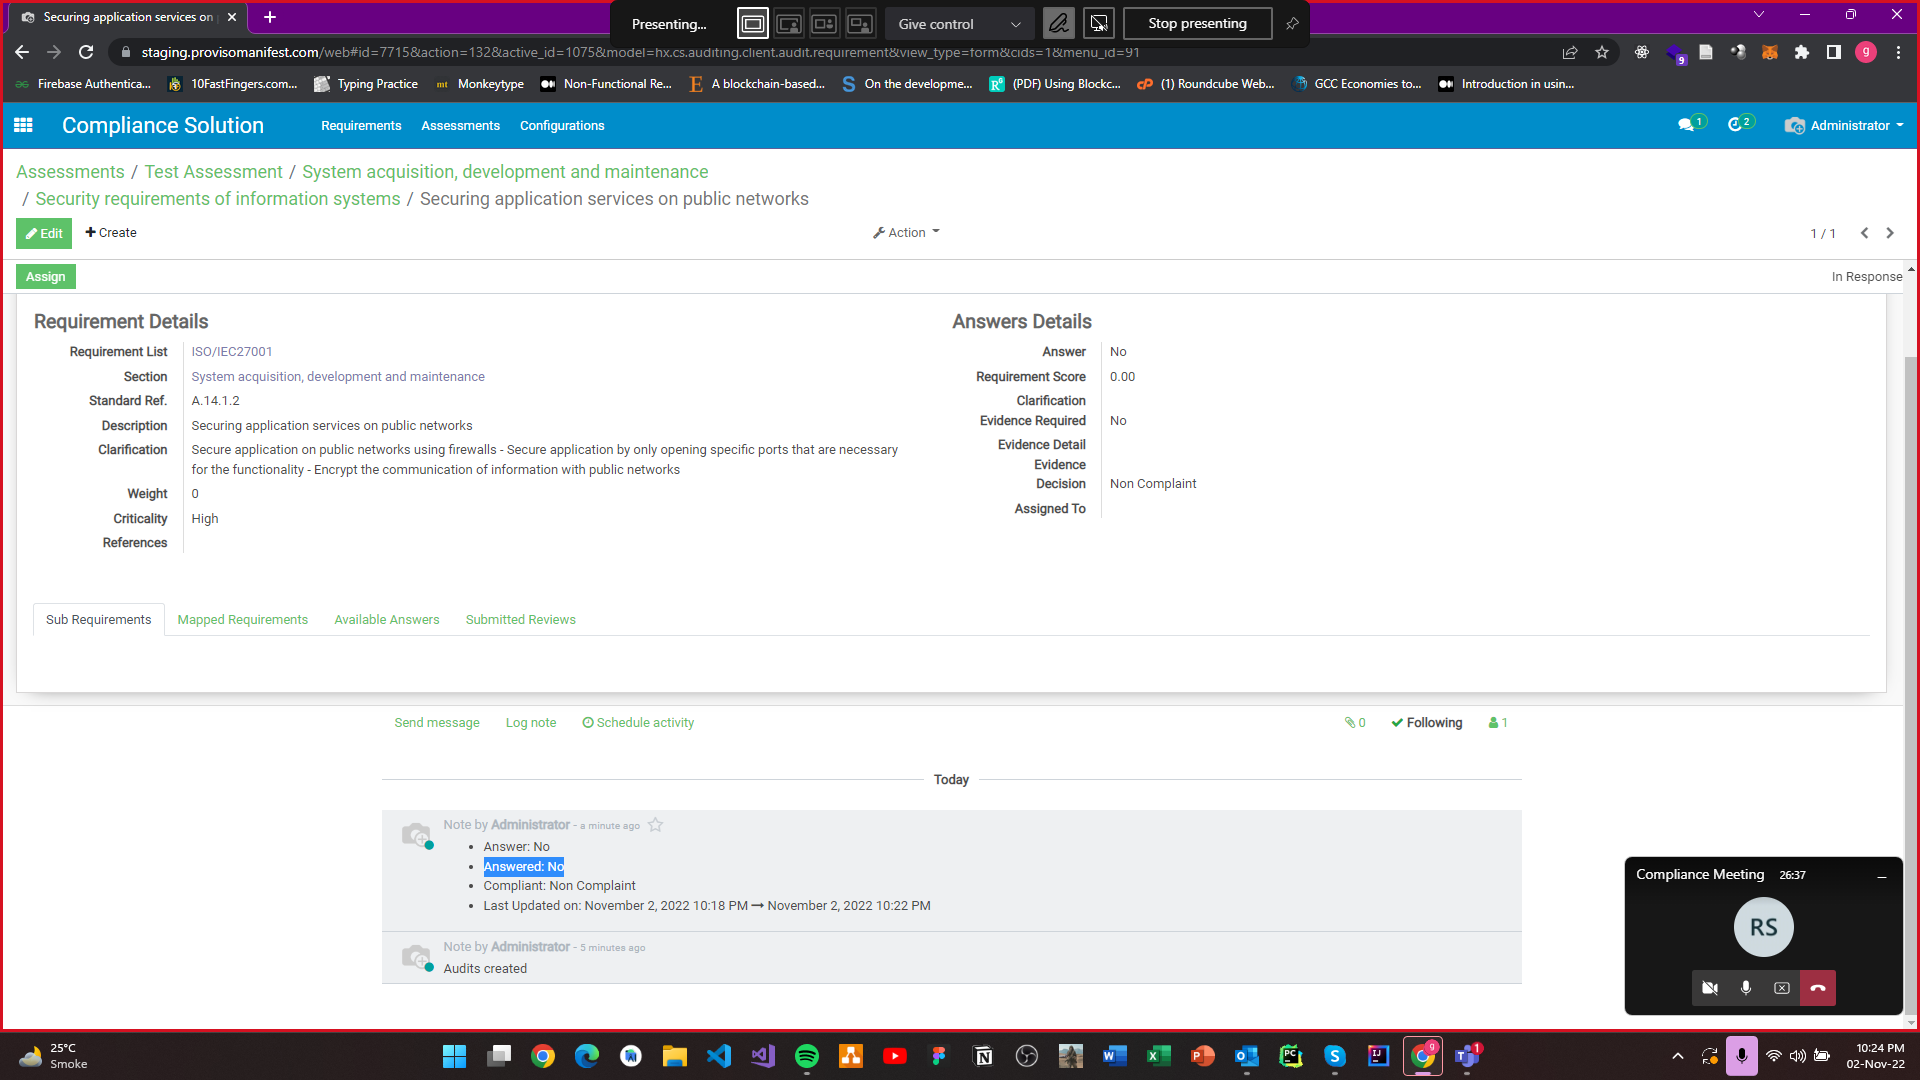 Securing application services on
Presenting...
Give control
Stop presenting
staging.provisomanifest.com/web#id=7715&action=132&active_id=1075&model=hx.cs.auditing.client.audit.requirement&view_type=form&cids=1&menu_id=91
9
g
Firebase Authentica...
10FastFingers.com...
Typing Practice
mt Monkeytype
Non-Functional Re...
E A blockchain-based...
S On the developme...
(PDF) Using Blockc...
(1) Roundcube Web...
GCC Economies to...
Introduction in usin...
Compliance Solution
Requirements
Assessments
Configurations
1
2
Administrator
Assessments / Test Assessment / System acquisition, development and maintenance
/ Security requirements of information systems / Securing application services on public networks
Edit
Create
Action
1 / 1
Assign
In Response
Requirement Details
Requirement List ISO/IEC27001
Section System acquisition, development and maintenance
Standard Ref. A.14.1.2
Description Securing application services on public networks
Clarification Secure application on public networks using firewalls - Secure application by only opening specific ports that are necessary
for the functionality - Encrypt the communication of information with public networks
Weight 0
Criticality High
References
Answers Details
Answer No
Requirement Score 0.00
Clarification
Evidence Required No
Evidence Detail
Evidence
Decision Non Complaint
Assigned To
Sub Requirements
Mapped Requirements
Available Answers
Submitted Reviews
Send message
Log note
Schedule activity
0
Following
1
Today
Note by Administrator - a minute ago
Answer: No
Answered: No
Compliant: Non Complaint
Last Updated on: November 2, 2022 10:18 PM → November 2, 2022 10:22 PM
Note by Administrator - 5 minutes ago
Audits created
Compliance Meeting 26:37
RS
25°C
Smoke
10:24 PM
02-Nov-22